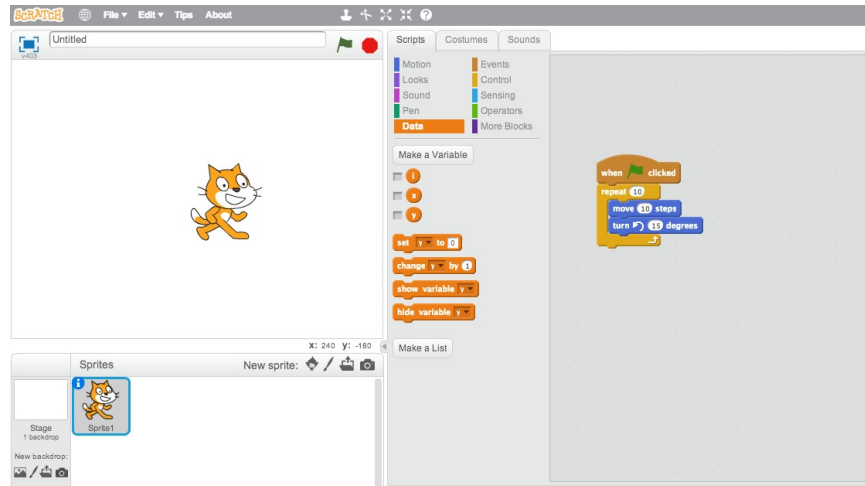 SCRATCH File Edit Tips About
Untitled
v403
Scripts Costumes Sounds
Motion Events
Looks Control
Sound Sensing
Pen Operators
Data More Blocks
Make a Variable
i
x
y
set y to 0
change y by 1
show variable y
hide variable y
Make a List
when clicked
repeat 10
move 10 steps
turn 15 degrees
x: 240 y: -180
Sprites New sprite:
Stage
1 backdrop
New backdrop:
Sprite1